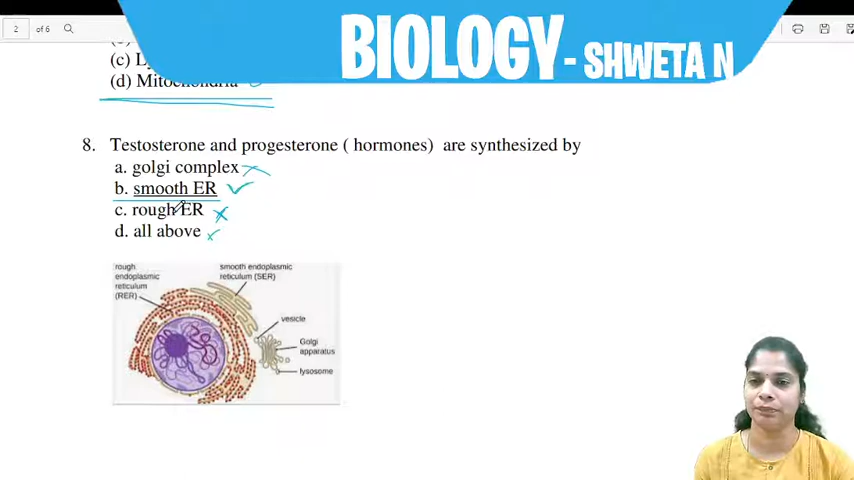 2 of 6
BIOLOGY - SHWETA N
(c) L
(d) Mitochondria
8. Testosterone and progesterone ( hormones) are synthesized by
a. golgi complex
b. smooth ER
c. rough ER
d. all above
rough
endoplasmic
reticulum
(RER)
smooth endoplasmic
reticulum (SER)
vesicle
Golgi
apparatus
lysosome